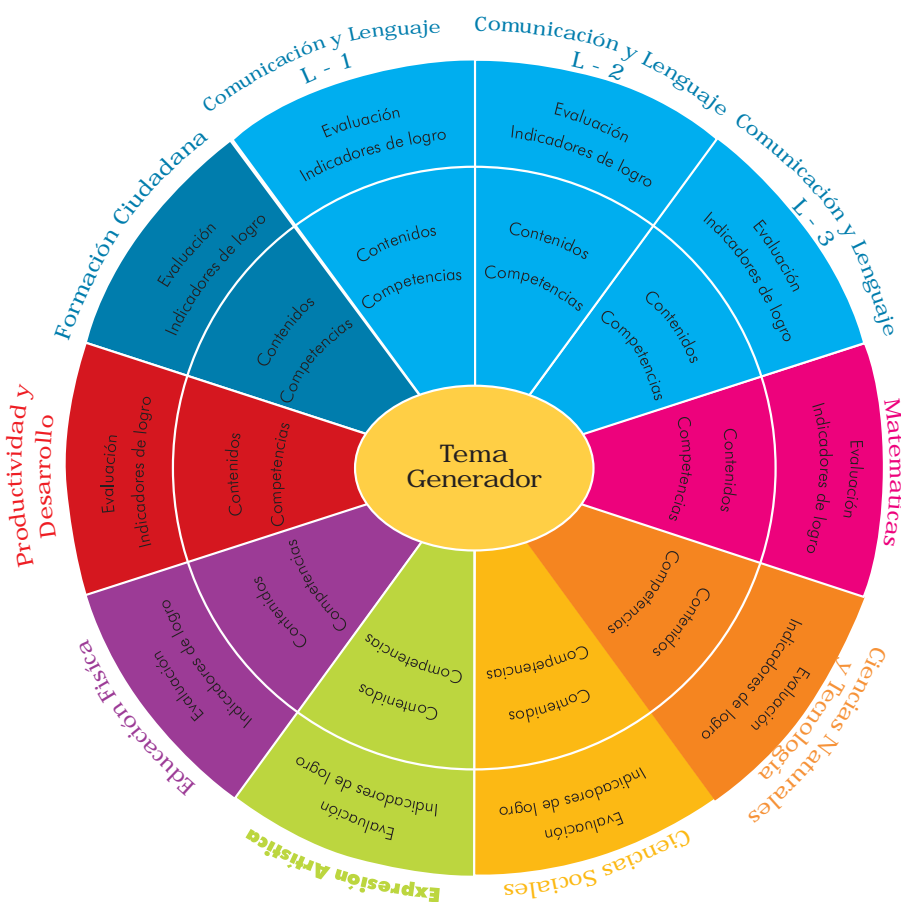 Comunicación y Lenguaje
L - 1
Evaluación
Indicadores de logro
Contenidos
Competencias
Comunicación y Lenguaje
L - 2
Evaluación
Indicadores de logro
Contenidos
Competencias
Comunicación y Lenguaje
L - 3
Evaluación
Indicadores de logro
Contenidos
Competencias
Matematicas
Evaluación
Indicadores de logro
Contenidos
Competencias
Ciencias Naturales
y Tecnología
Evaluación
Indicadores de logro
Contenidos
Competencias
Ciencias Sociales
Evaluación
Indicadores de logro
Contenidos
Competencias
Expresión Artística
Evaluación
Indicadores de logro
Contenidos
Competencias
Educación Fisica
Evaluación
Indicadores de logro
Contenidos
Competencias
Productividad y
Desarrollo
Evaluación
Indicadores de logro
Contenidos
Competencias
Formación Ciudadana
Evaluación
Indicadores de logro
Contenidos
Competencias
Tema
Generador